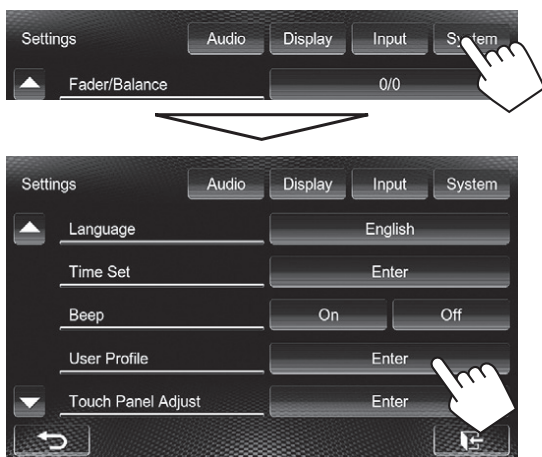 Settings Audio Display Input System
Fader/Balance 0/0
Settings Audio Display Input System
Language English
Time Set Enter
Beep On Off
User Profile Enter
Touch Panel Adjust Enter